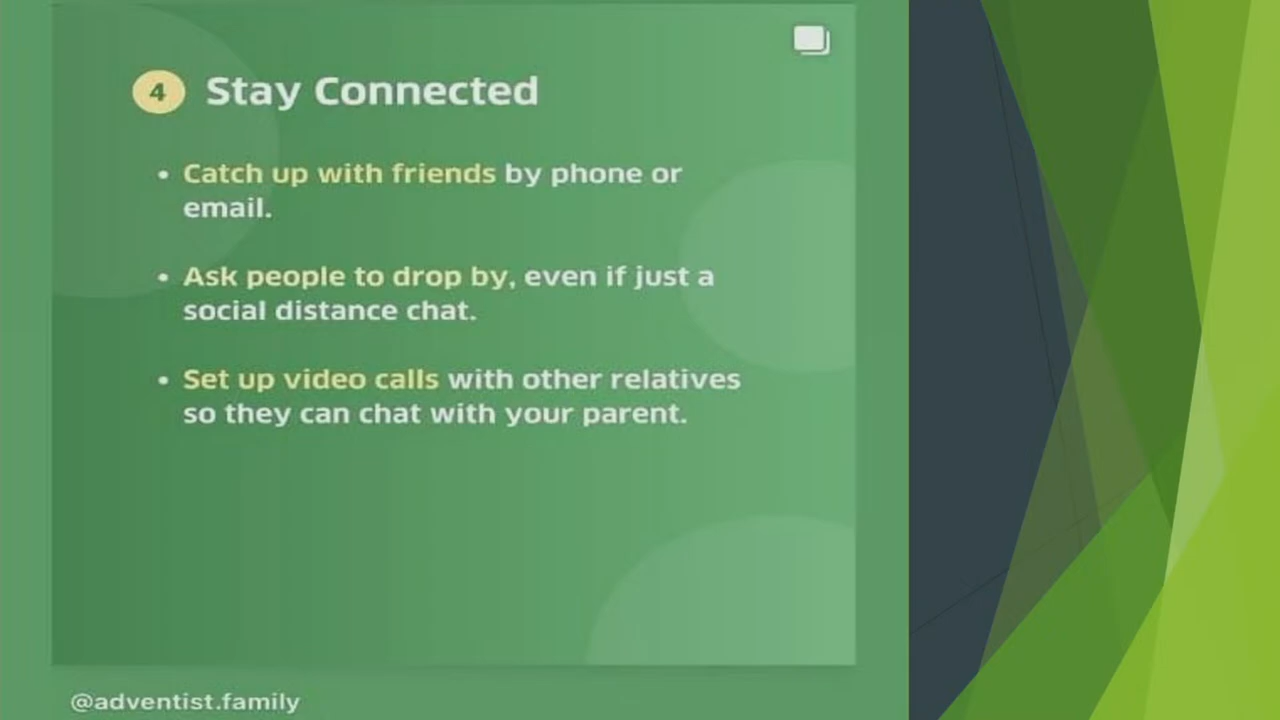 4 Stay Connected
• Catch up with friends by phone or
email.
• Ask people to drop by, even if just a
social distance chat.
• Set up video calls with other relatives
so they can chat with your parent.
@adventist.family